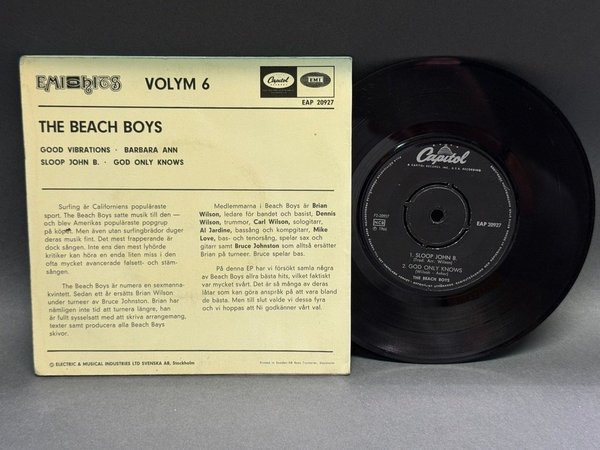 EMI HITS VOLYM 6
Capitol EMI
EAP 20927
THE BEACH BOYS
GOOD VIBRATIONS · BARBARA ANN
SLOOP JOHN B. · GOD ONLY KNOWS
Surfing är Californiens populäraste
sport. The Beach Boys satte musik till den —
och blev Amerikas populäraste popgrupp
på köpet. Men även utan surfingbrädor duger
deras musik fint. Det mest frapperande är
dock sången. Inte ens den mest lyhörde
kritiker kan höra en enda liten miss i den
ofta mycket avancerade falsett- och stäm-
sången.
The Beach Boys är numera en sexmanna-
kvintett. Sedan ett år ersätts Brian Wilson
under turneer av Bruce Johnston. Brian har
nämligen inte tid att turnera längre, han
är fullt sysselsatt med att skriva arrangemang,
texter samt producera alla Beach Bays
skivor.
Medlemmarna i Beach Boys är Brian
Wilson, ledare för bandet och basist, Dennis
Wilson, trummor, Carl Wilson, sologitarr,
Al Jardine, bassång och kompgitarr, Mike
Love, bas- och tenorsång, spelar sax och
gitarr samt Bruce Johnston som alltså ersätter
Brian på turneer. Bruce spelar bas.
På denna EP har vi försökt samla några
av Beach Boys allra bästa hits, vilket faktiskt
var mycket svårt. Det är så många av deras
låtar som kan göra anspråk på att vara bland
de bästa. Men till slut valde vi dessa fyra
och vi hoppas att Ni godkänner vårt val.
© ELECTRIC & MUSICAL INDUSTRIES LTD SVENSKA AB, Stockholm
Capitol
EAP 20927
1. SLOOP JOHN B.
(Trad. Arr. Wilson)
2. GOD ONLY KNOWS
(Wilson - Asher)
THE BEACH BOYS